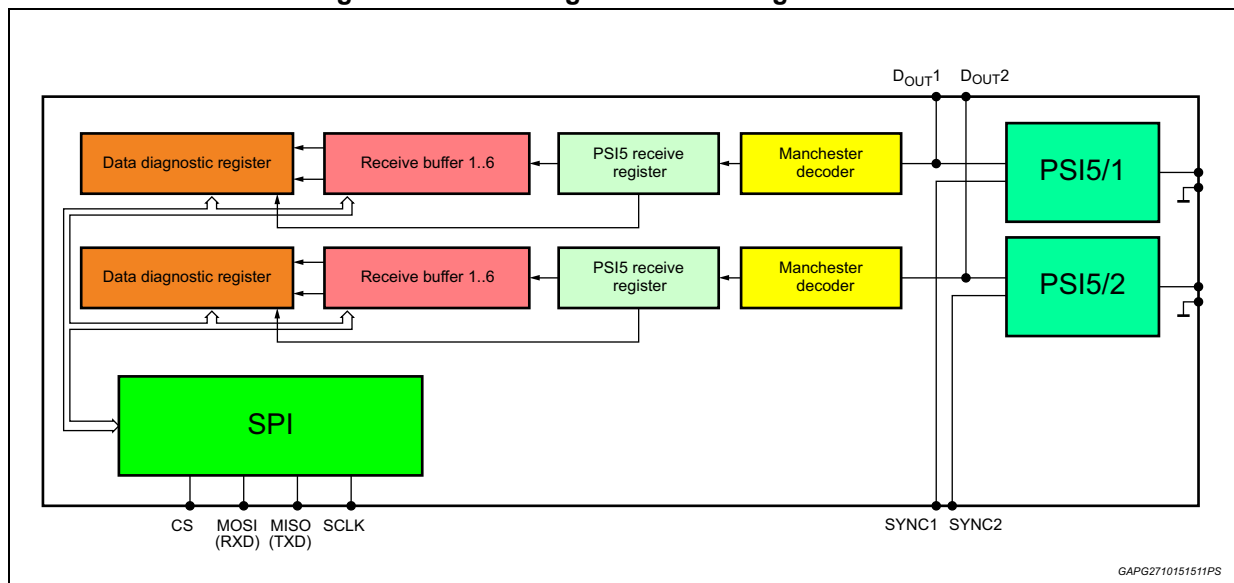 D_OUT1 D_OUT2
Data diagnostic register
Receive buffer 1..6
PSI5 receive
register
Manchester
decoder
PSI5/1
Data diagnostic register
Receive buffer 1..6
PSI5 receive
register
Manchester
decoder
PSI5/2
SPI
CS
MOSI
(RXD)
MISO
(TXD)
SCLK
SYNC1 SYNC2
GAPG2710151511PS